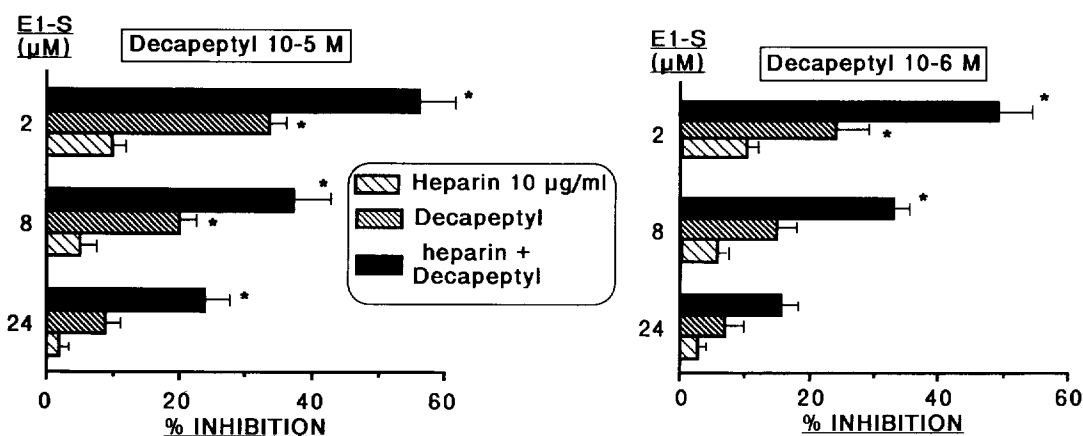 E1-S
(µM)
Decapeptyl 10-5 M
2
*
*
8
*
*
24
*
0 20 40 60
% INHIBITION
Heparin 10 µg/ml
Decapeptyl
heparin +
Decapeptyl
E1-S
(µM)
Decapeptyl 10-6 M
2
*
*
8
*
24
0 20 40 60
% INHIBITION